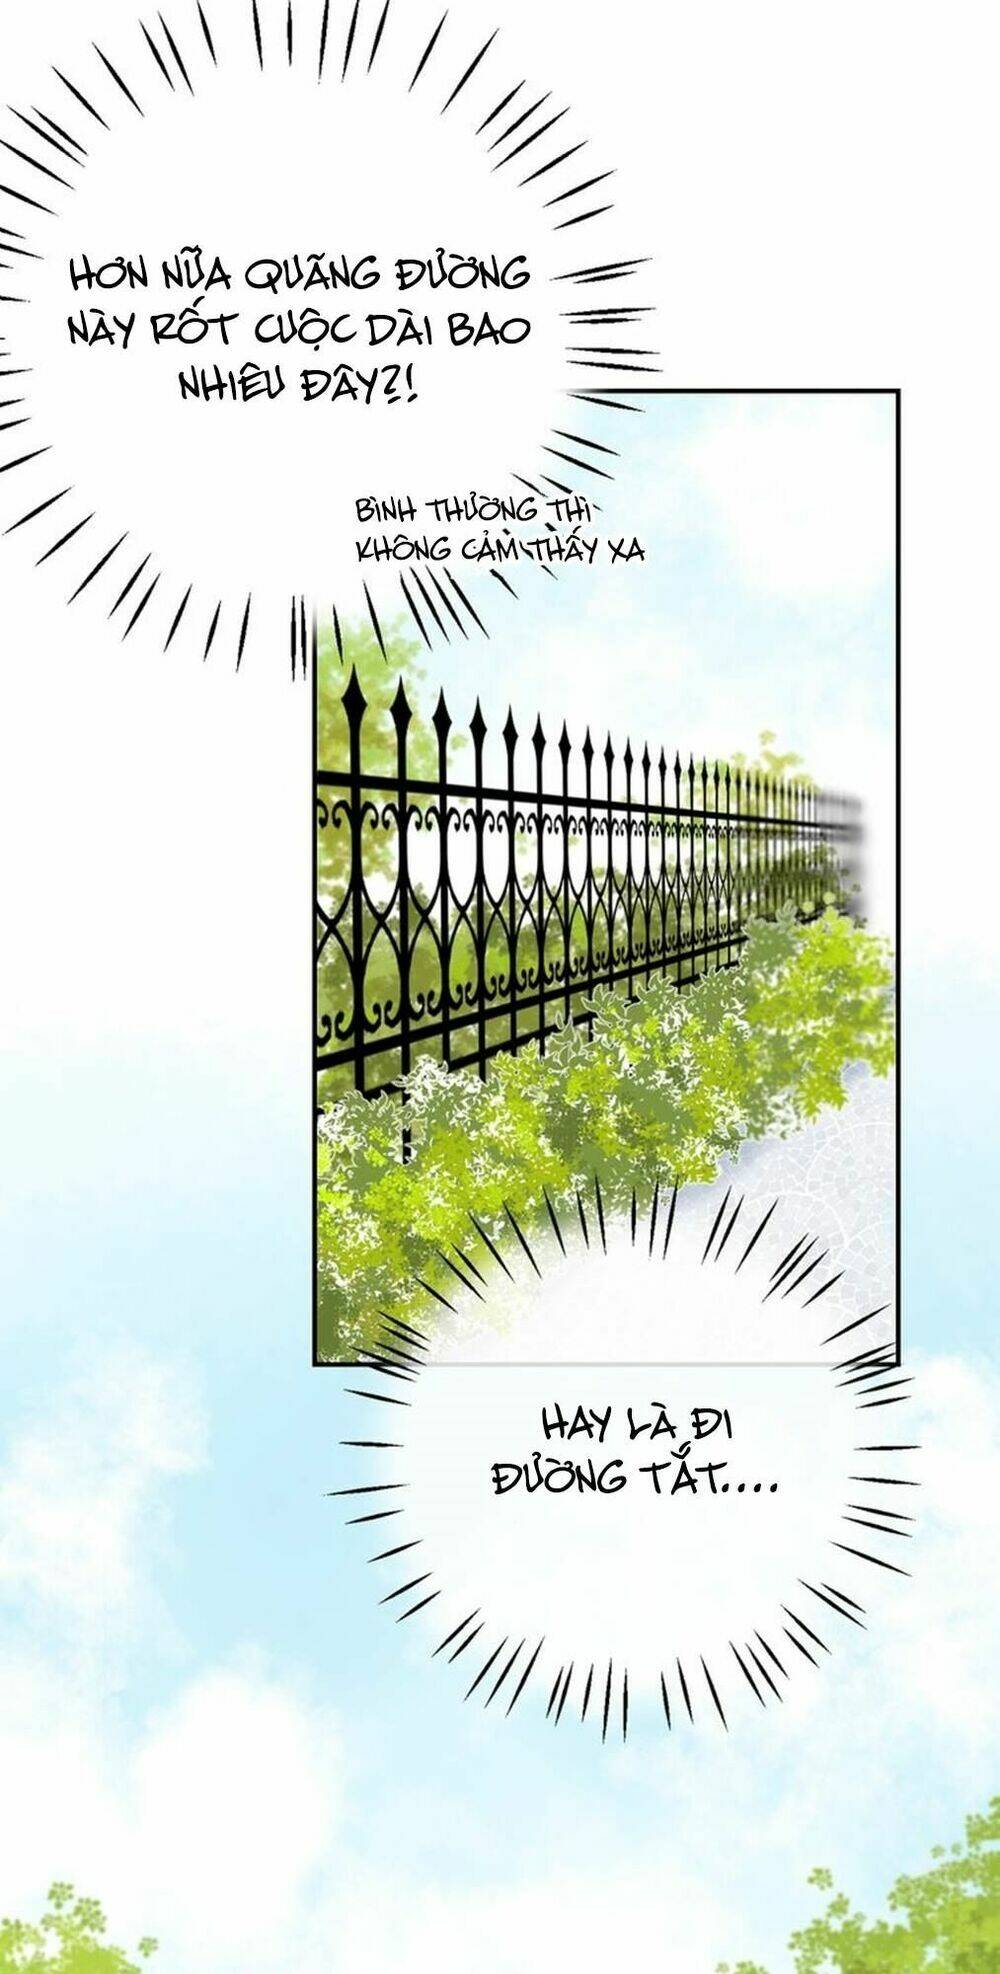 HƠN NỮA QUÃNG ĐƯỜNG
NÀY RỐT CUỘC DÀI BAO
NHIÊU ĐÂY?!
BÌNH THƯỜNG THÌ
KHÔNG CẢM THẤY XA
HAY LÀ ĐI
ĐƯỜNG TẮT....